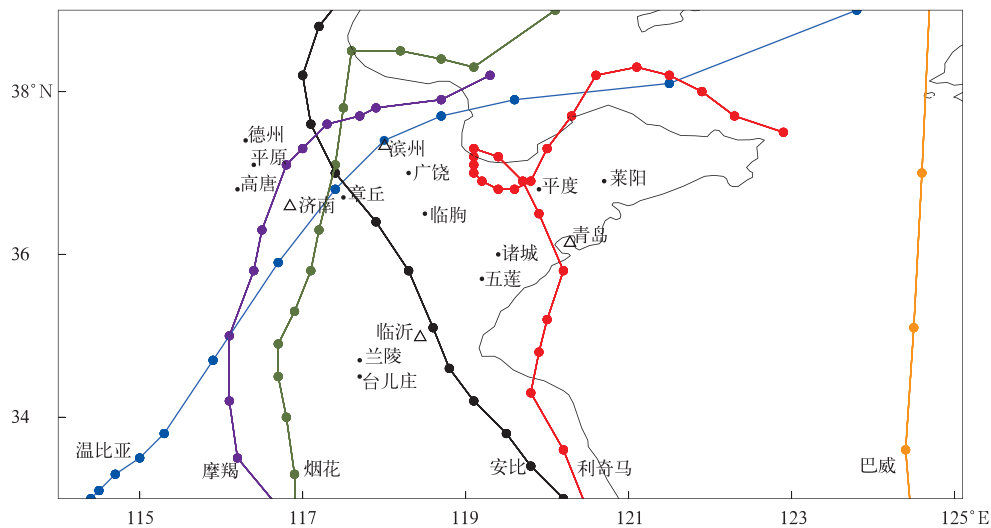 38°N
德州
滨州
平原
广饶
高唐
章丘
平度
莱阳
济南
临朐
青岛
36
诸城
五莲
临沂
兰陵
台儿庄
34
温比亚
摩羯
烟花
安比
利奇马
巴威
115
117
119
121
123
125°E